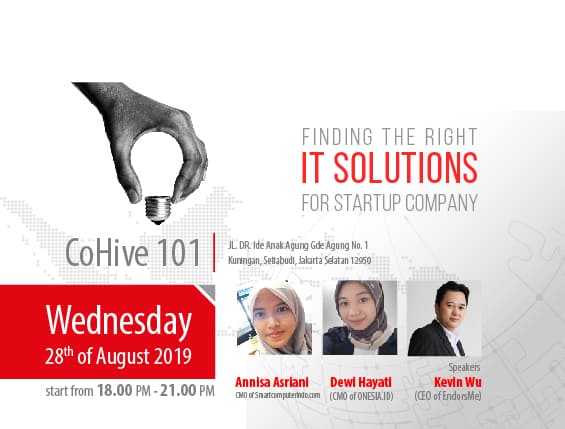 FINDING THE RIGHT
IT SOLUTIONS
FOR STARTUP COMPANY
CoHive 101
JL. DR. Ide Anak Agung Gde Agung No. 1
Kuningan, Setiabudi, Jakarta Selatan 12950
Wednesday
28th of August 2019
start from 18.00 PM - 21.00 PM
Speakers
Annisa Asriani
CMO of Smartcomputerindo.com
Dewi Hayati
(CMO of ONESIA.ID)
Kevin Wu
(CEO of EndorsMe)